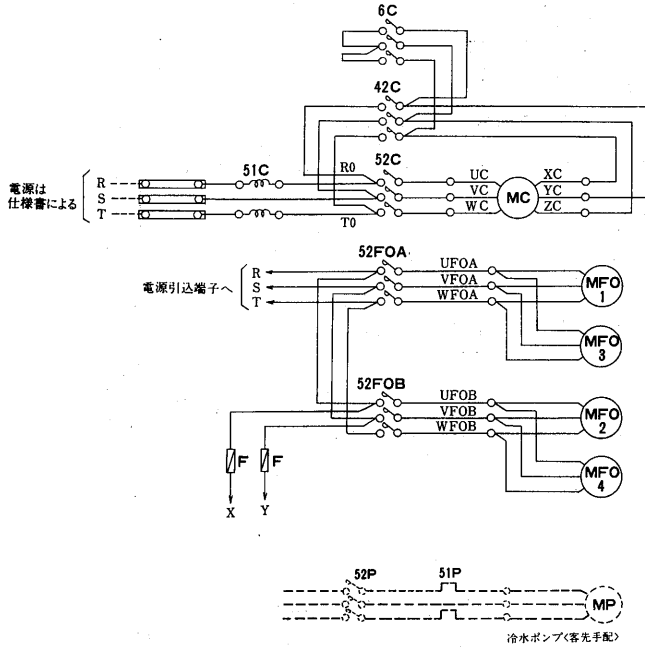 6C
42C
51C
R0
52C
UC
XC
電源は
仕様書による
R
S
T
VC
MC
YC
WC
ZC
T0
52FOA
電源引込端子へ
R
S
T
UFOA
VFOA
WFOA
MFO
1
MFO
3
52FOB
UFOB
VFOB
WFOB
MFO
2
F
F
MFO
4
X
Y
52P
51P
MP
冷水ポンプ<客先手配>